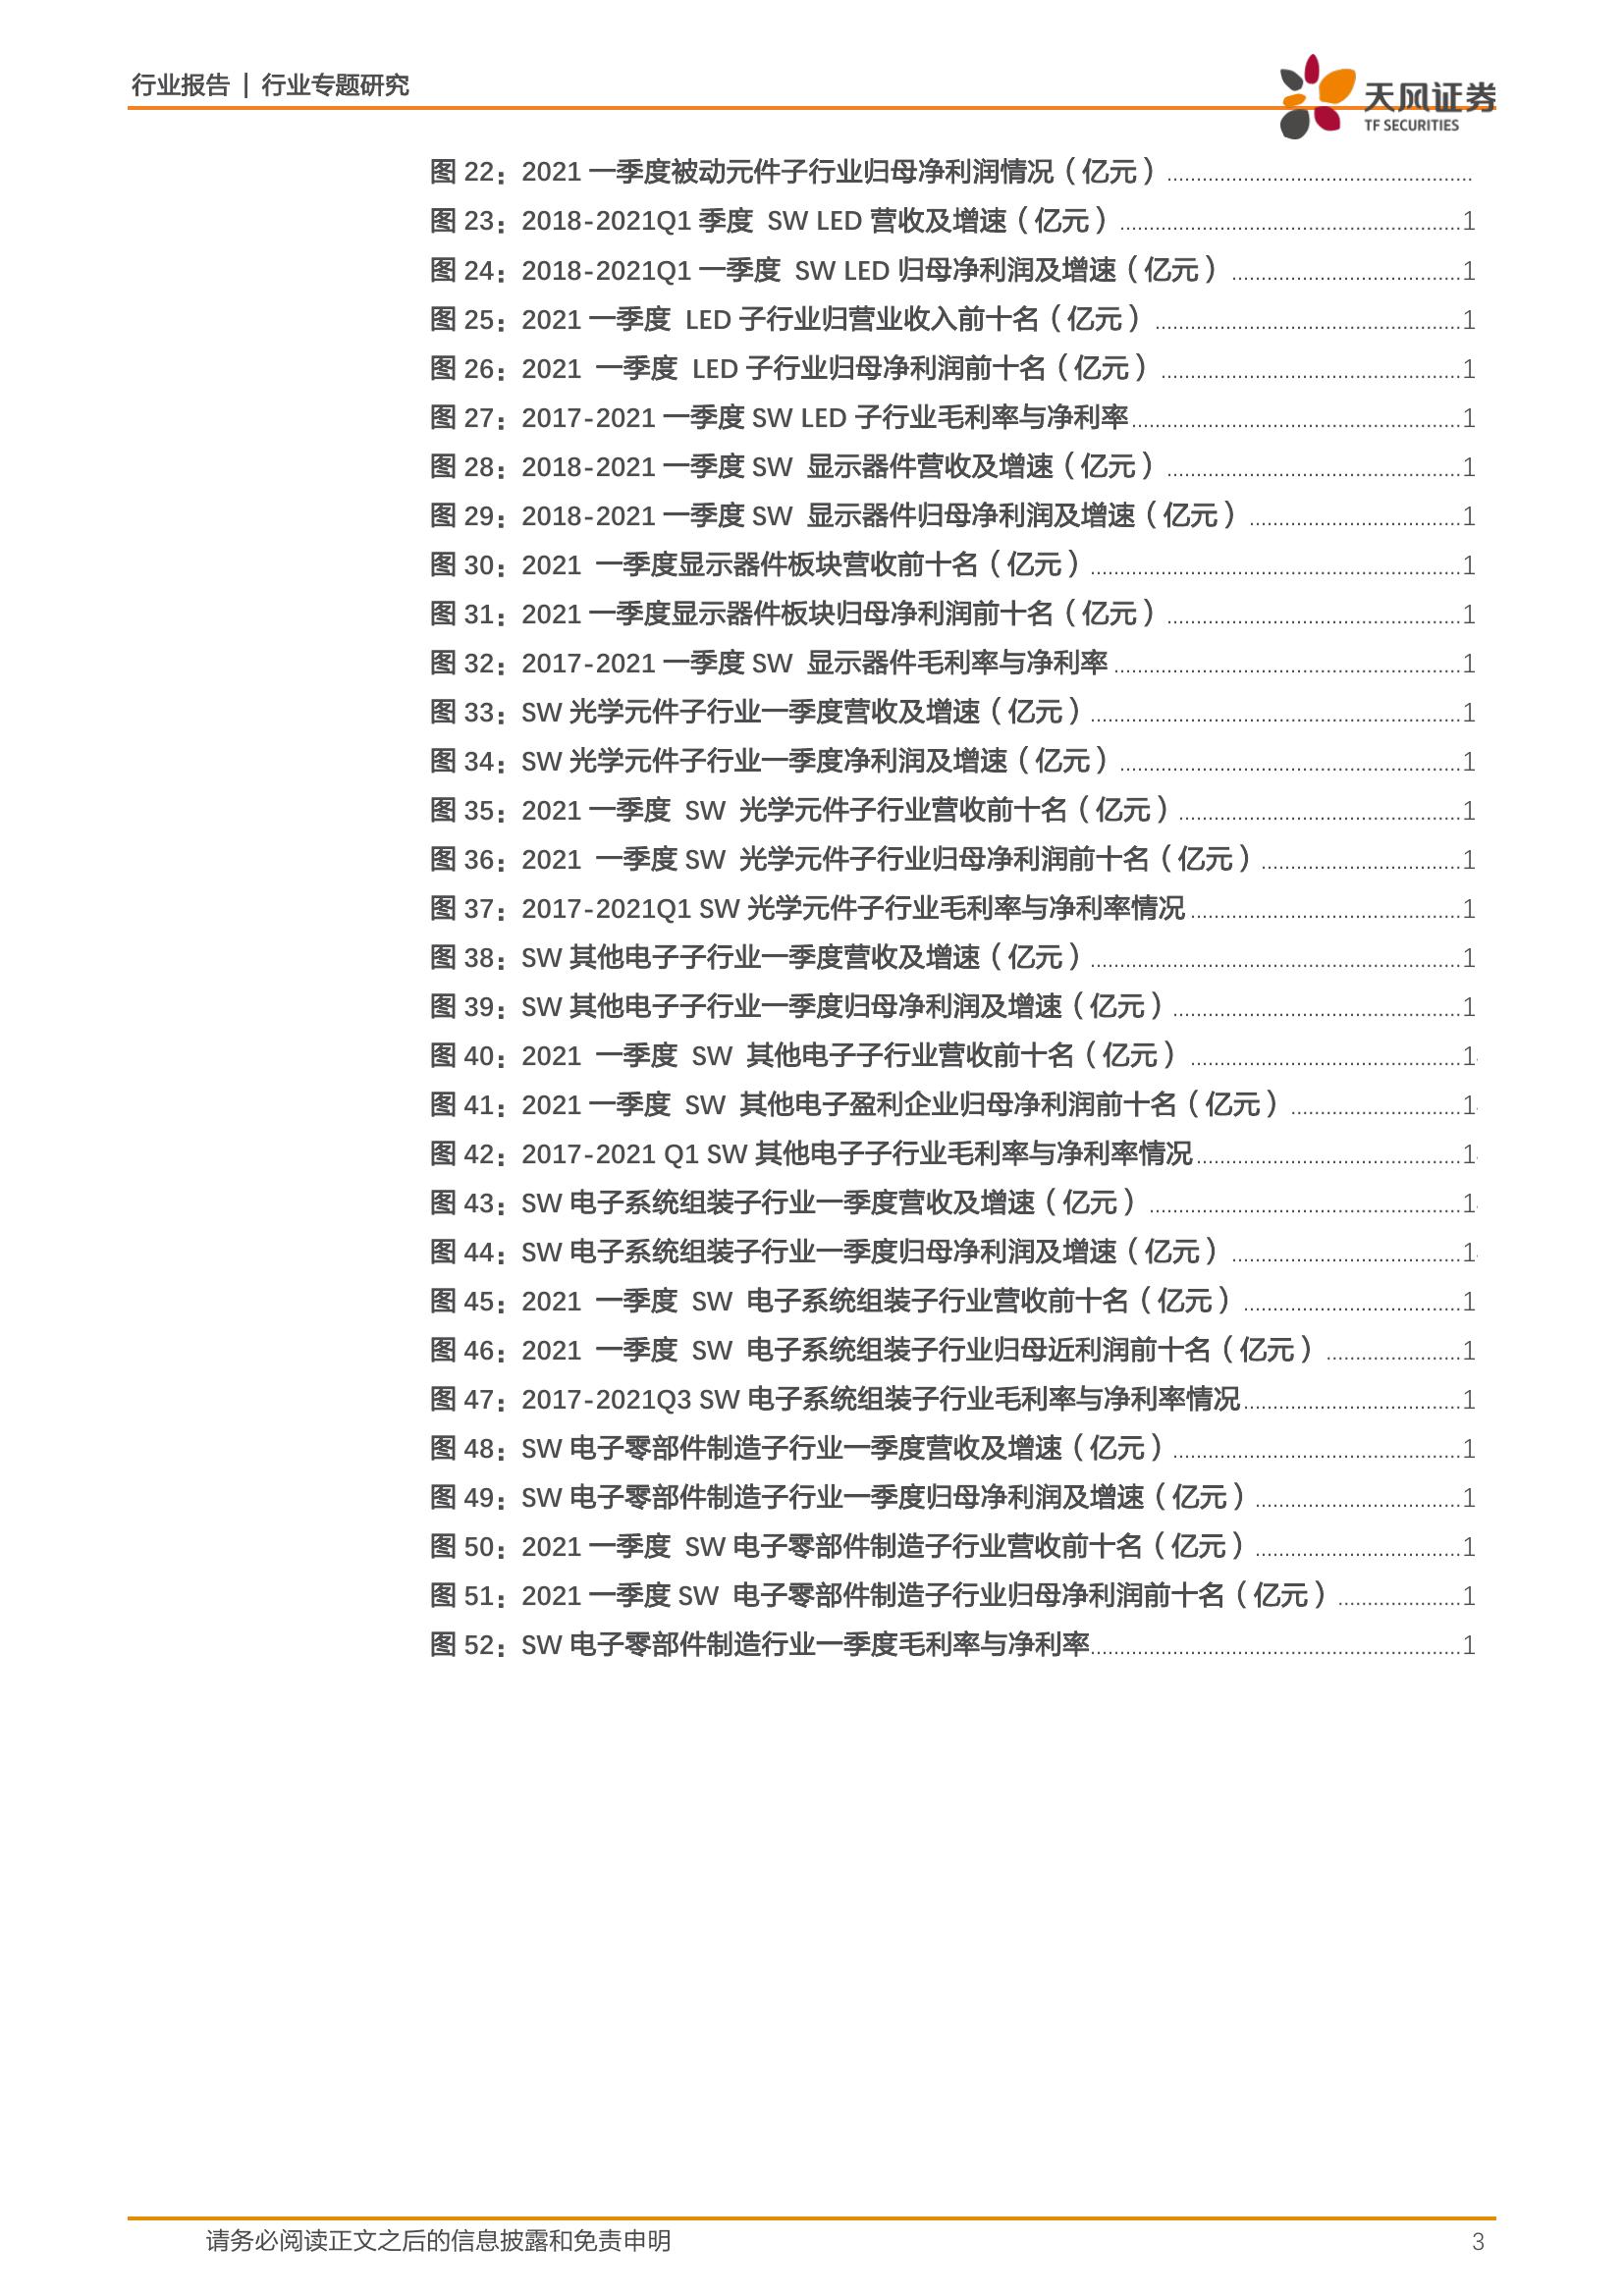 行业报告 | 行业专题研究
天风证券
TF SECURITIES
图 22：2021 一季度被动元件子行业归母净利润情况（亿元）
图 23：2018-2021Q1 季度 SW LED 营收及增速（亿元）1
图 24：2018-2021Q1 一季度 SW LED 归母净利润及增速（亿元）1
图 25：2021 一季度 LED 子行业归营业收入前十名（亿元）1
图 26：2021 一季度 LED 子行业归母净利润前十名（亿元）1
图 27：2017-2021 一季度 SW LED 子行业毛利率与净利率1
图 28：2018-2021 一季度 SW 显示器件营收及增速（亿元）1
图 29：2018-2021 一季度 SW 显示器件归母净利润及增速（亿元）1
图 30：2021 一季度显示器件板块营收前十名（亿元）1
图 31：2021 一季度显示器件板块归母净利润前十名（亿元）1
图 32：2017-2021 一季度 SW 显示器件毛利率与净利率1
图 33：SW 光学元件子行业一季度营收及增速（亿元）1
图 34：SW 光学元件子行业一季度净利润及增速（亿元）1
图 35：2021 一季度 SW 光学元件子行业营收前十名（亿元）1
图 36：2021 一季度 SW 光学元件子行业归母净利润前十名（亿元）1
图 37：2017-2021Q1 SW 光学元件子行业毛利率与净利率情况1
图 38：SW 其他电子子行业一季度营收及增速（亿元）1
图 39：SW 其他电子子行业一季度归母净利润及增速（亿元）1
图 40：2021 一季度 SW 其他电子子行业营收前十名（亿元）1
图 41：2021 一季度 SW 其他电子盈利企业归母净利润前十名（亿元）1
图 42：2017-2021 Q1 SW 其他电子子行业毛利率与净利率情况1
图 43：SW 电子系统组装子行业一季度营收及增速（亿元）1
图 44：SW 电子系统组装子行业一季度归母净利润及增速（亿元）1
图 45：2021 一季度 SW 电子系统组装子行业营收前十名（亿元）1
图 46：2021 一季度 SW 电子系统组装子行业归母近利润前十名（亿元）1
图 47：2017-2021Q3 SW 电子系统组装子行业毛利率与净利率情况1
图 48：SW 电子零部件制造子行业一季度营收及增速（亿元）1
图 49：SW 电子零部件制造子行业一季度归母净利润及增速（亿元）1
图 50：2021 一季度 SW 电子零部件制造子行业营收前十名（亿元）1
图 51：2021 一季度 SW 电子零部件制造子行业归母净利润前十名（亿元）1
图 52：SW 电子零部件制造行业一季度毛利率与净利率1
请务必阅读正文之后的信息披露和免责申明 3